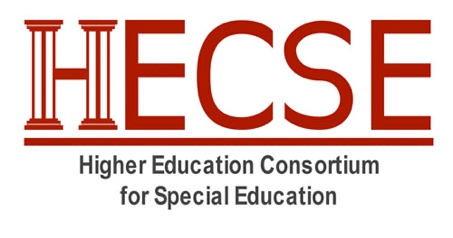 HECSE
Higher Education Consortium
for Special Education